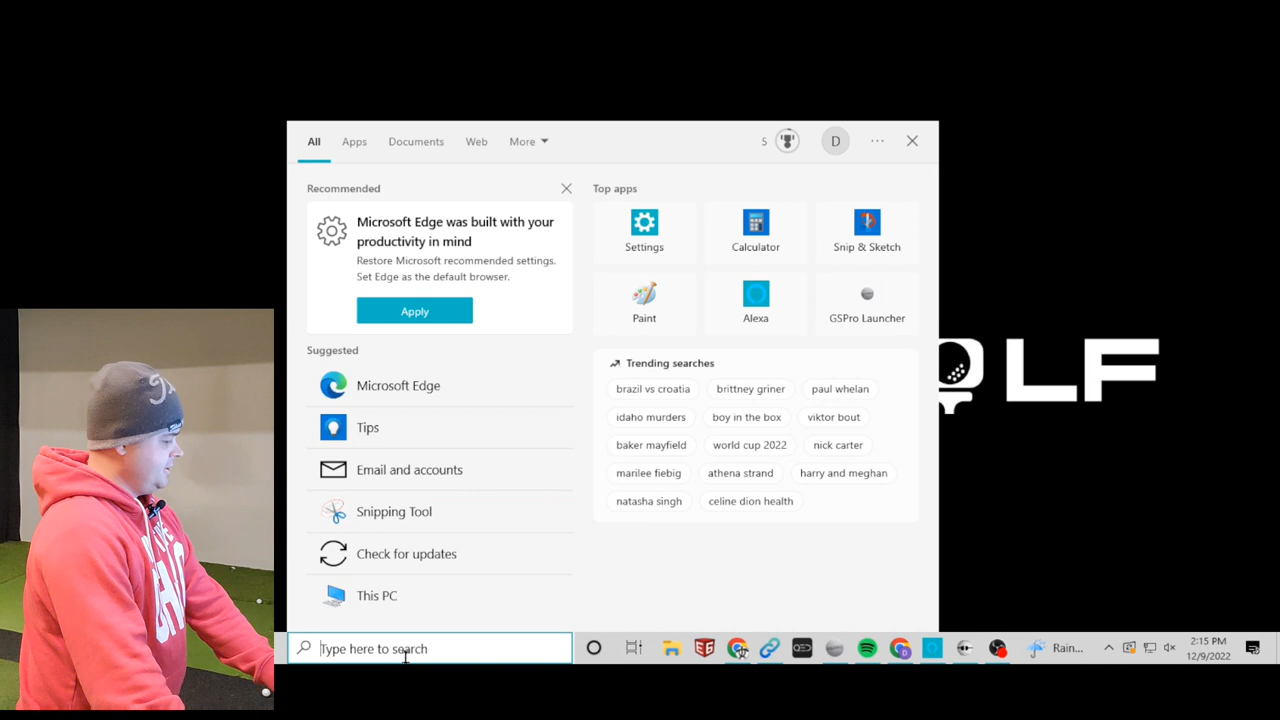 All Apps Documents Web More 5 D ...
Recommended
Microsoft Edge was built with your
productivity in mind
Restore Microsoft recommended settings.
Set Edge as the default browser.
Apply
Suggested
Microsoft Edge
Tips
Email and accounts
Snipping Tool
Check for updates
This PC
Top apps
Settings Calculator Snip & Sketch
Paint Alexa GSPro Launcher
Trending searches
brazil vs croatia brittney griner paul whelan
idaho murders boy in the box viktor bout
baker mayfield world cup 2022 nick carter
marilee fiebig athena strand harry and meghan
natasha singh celine dion health
OLF
Type here to search
Rain...
2:15 PM
12/9/2022